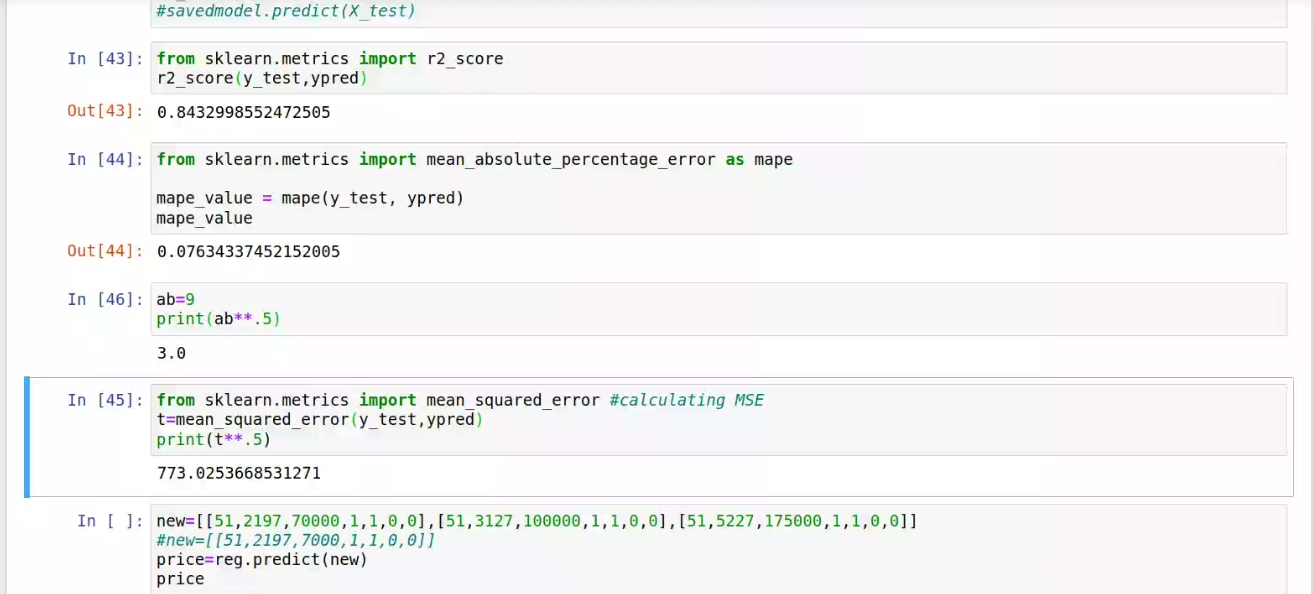 #savedmodel.predict(X_test)
In [43]: from sklearn.metrics import r2_score
r2_score(y_test,ypred)
Out[43]: 0.8432998552472505
In [44]: from sklearn.metrics import mean_absolute_percentage_error as mape
mape_value = mape(y_test, ypred)
mape_value
Out[44]: 0.07634337452152005
In [46]: ab=9
print(ab**.5)
3.0
In [45]: from sklearn.metrics import mean_squared_error #calculating MSE
t=mean_squared_error(y_test,ypred)
print(t**.5)
773.0253668531271
In [ ]: new=[[51,2197,70000,1,1,0,0],[51,3127,100000,1,1,0,0],[51,5227,175000,1,1,0,0]]
#new=[[51,2197,7000,1,1,0,0]]
price=reg.predict(new)
price